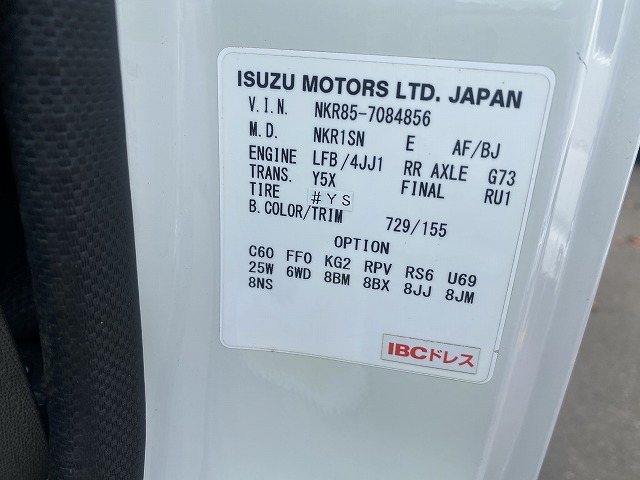 ISUZU MOTORS LTD. JAPAN
V.I.N. NKR85-7084856
M.D. NKR1SN E AF/BJ
ENGINE LFB/4JJ1 RR AXLE G73
TRANS. Y5X FINAL RU1
TIRE #YS
B.COLOR/TRIM 729/155
OPTION
C60 FF0 KG2 RPV RS6 U69
25W 6WD 8BM 8BX 8JJ 8JM
8NS
IBCドレス